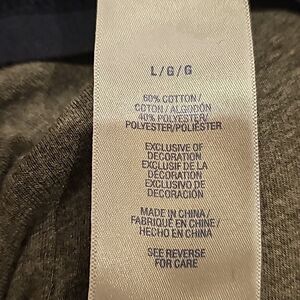 L/G/G
60% COTTON/
COTON/ALGODÓN
40% POLYESTER/
POLYESTER/POLIÉSTER
EXCLUSIVE OF
DECORATION
EXCLUSIF DE LA
DÉCORATION
EXCLUSIVO DE
DECORACIÓN
MADE IN CHINA/
FABRIQUÉ EN CHINE/
HECHO EN CHINA
SEE REVERSE
FOR CARE